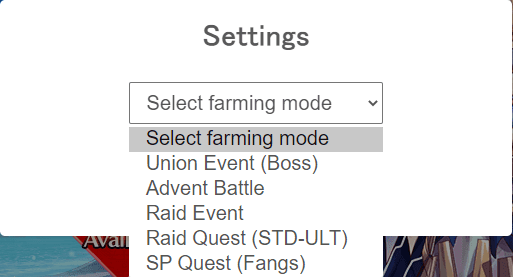 Settings
Select farming mode
Select farming mode
Union Event (Boss)
Advent Battle
Raid Event
Raid Quest (STD-ULT)
SP Quest (Fangs)